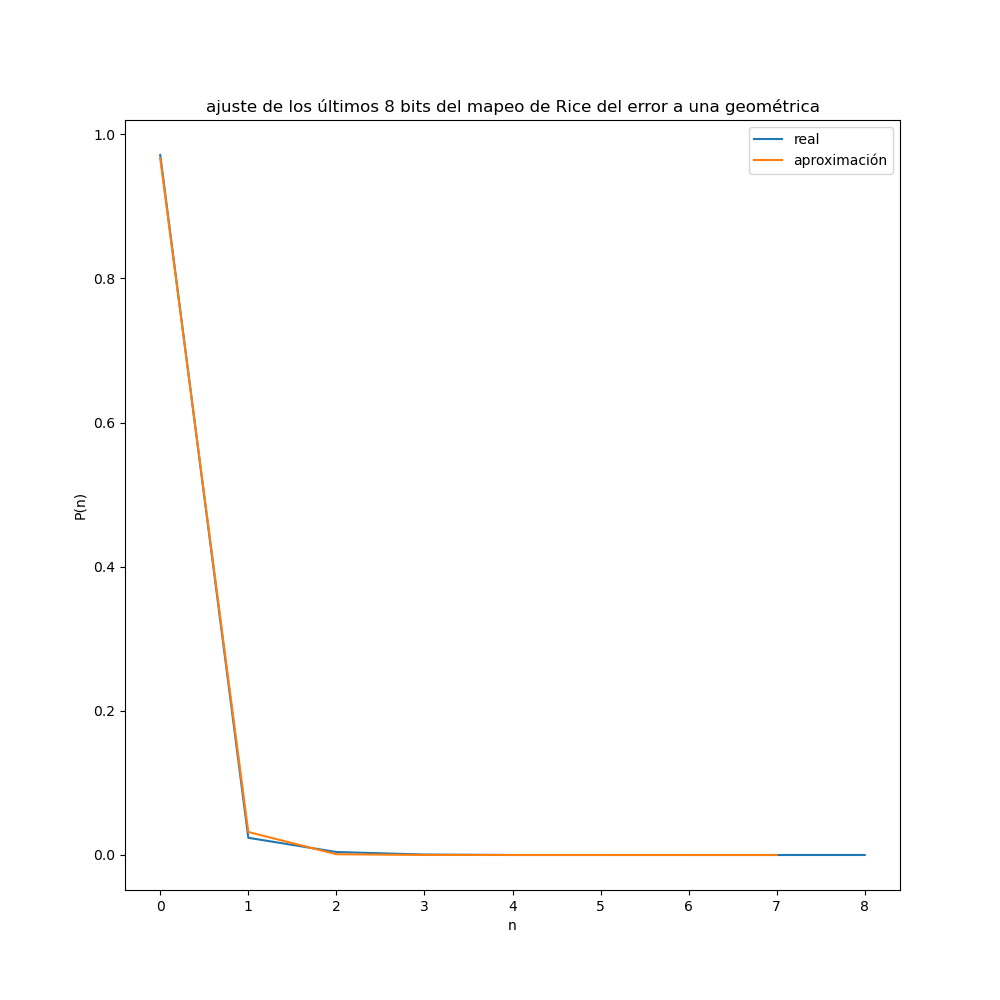 ajuste de los últimos 8 bits del mapeo de Rice del error a una geométrica
real
aproximación
1.0
0.8
0.6
0.4
0.2
0.0
P(n)
0 1 2 3 4 5 6 7 8
n